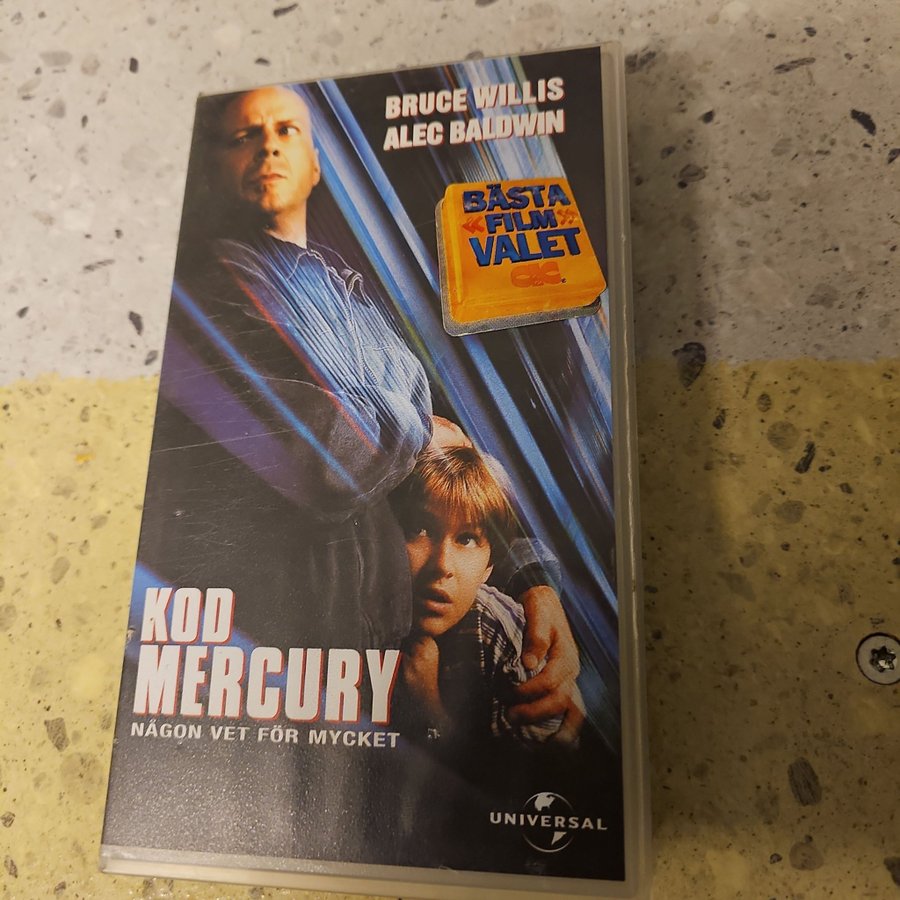 BRUCE WILLIS
ALEC BALDWIN
BÄSTA
«FILM»
VALET
KOD
MERCURY
NÅGON VET FÖR MYCKET
UNIVERSAL